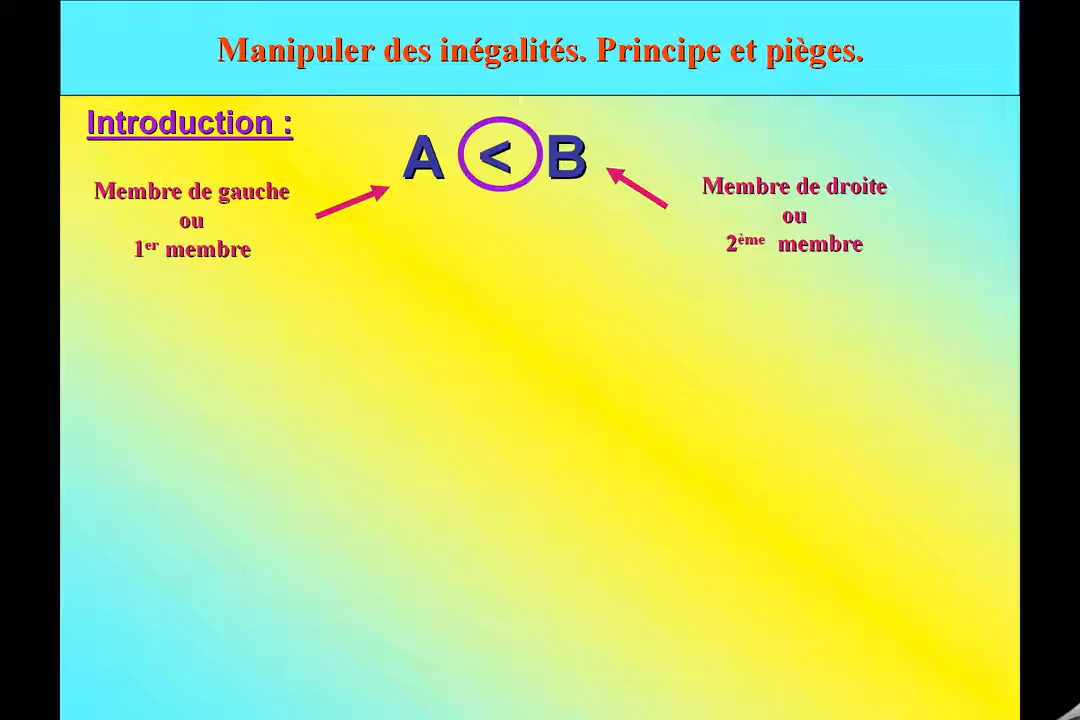 Manipuler des inégalités. Principe et pièges.
Introduction :
A < B
Membre de gauche
ou
1er membre
Membre de droite
ou
2ème membre